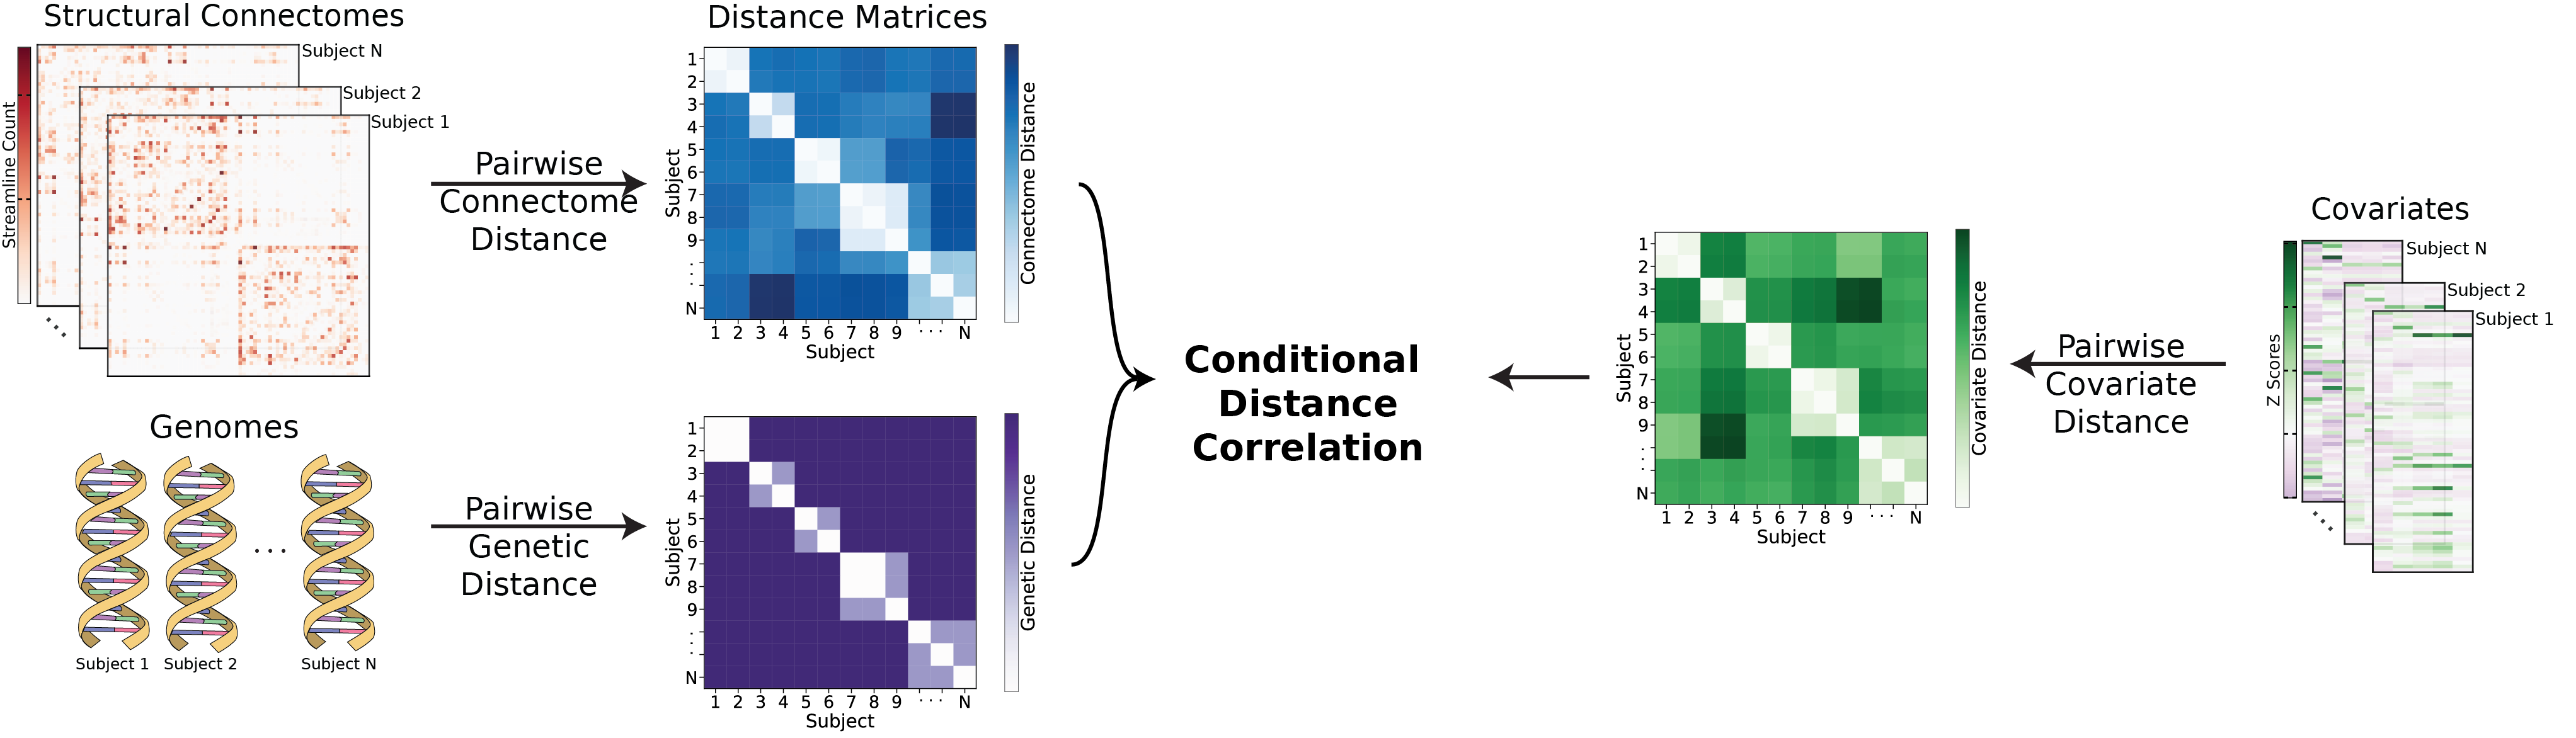 Structural Connectomes
Streamline Count
Subject N
Subject 2
Subject 1
Pairwise
Connectome
Distance
Distance Matrices
Subject
1
2
3
4
5
6
7
8
9
.
.
.
N
1 2 3 4 5 6 7 8 9 . . . N
Subject
Connectome Distance
Genomes
Subject 1
Subject 2
. . .
Subject N
Pairwise
Genetic
Distance
Subject
1
2
3
4
5
6
7
8
9
.
.
.
N
1 2 3 4 5 6 7 8 9 . . . N
Subject
Genetic Distance
Conditional
Distance
Correlation
Subject
1
2
3
4
5
6
7
8
9
.
.
.
N
1 2 3 4 5 6 7 8 9 . . . N
Subject
Covariate Distance
Pairwise
Covariate
Distance
Covariates
Z Scores
Subject N
Subject 2
Subject 1